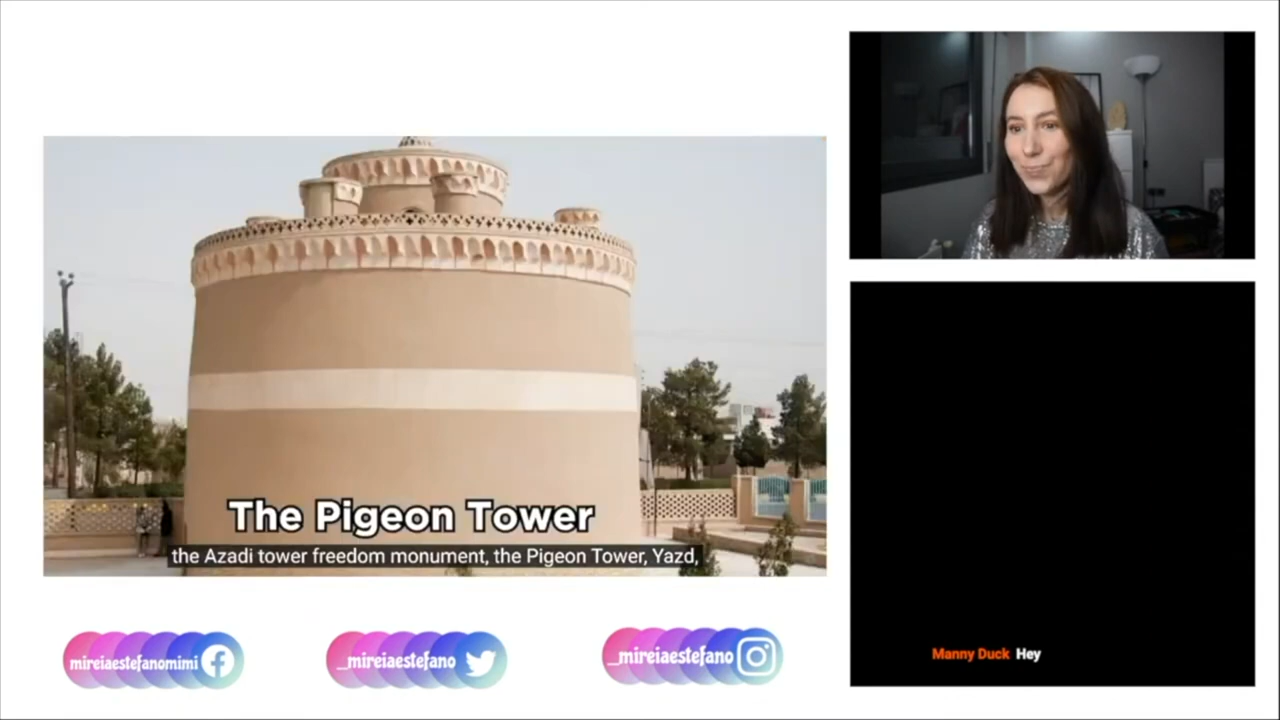 The Pigeon Tower
the Azadi tower freedom monument, the Pigeon Tower, Yazd,
Manny Duck Hey
mireiaestefanomimi
_mireiaestefano
_mireiaestefano